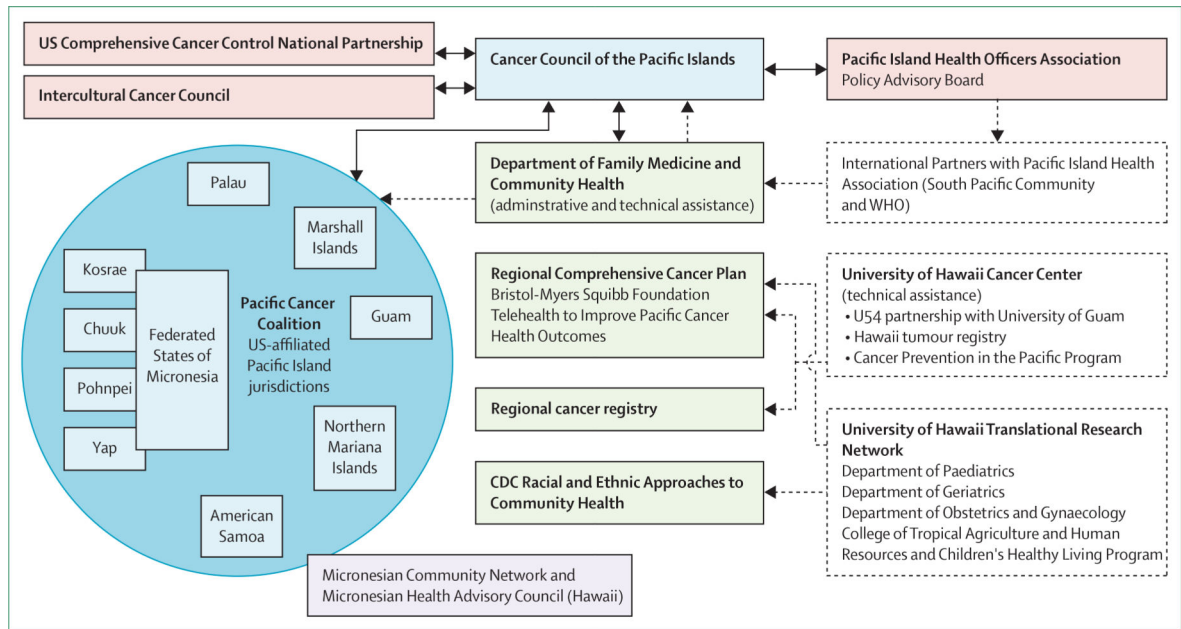 US Comprehensive Cancer Control National Partnership
Intercultural Cancer Council
Cancer Council of the Pacific Islands
Pacific Island Health Officers Association
Policy Advisory Board
Department of Family Medicine and
Community Health
(adminstrative and technical assistance)
International Partners with Pacific Island Health
Association (South Pacific Community
and WHO)
Regional Comprehensive Cancer Plan
Bristol-Myers Squibb Foundation
Telehealth to Improve Pacific Cancer
Health Outcomes
University of Hawaii Cancer Center
(technical assistance)
• U54 partnership with University of Guam
• Hawaii tumour registry
• Cancer Prevention in the Pacific Program
Regional cancer registry
CDC Racial and Ethnic Approaches to
Community Health
University of Hawaii Translational Research
Network
Department of Paediatrics
Department of Geriatrics
Department of Obstetrics and Gynaecology
College of Tropical Agriculture and Human
Resources and Children's Healthy Living Program
Palau
Marshall
Islands
Kosrae
Chuuk
Pohnpei
Yap
Federated
States of
Micronesia
Pacific Cancer
Coalition
US-affiliated
Pacific Island
jurisdictions
Guam
Northern
Mariana
Islands
American
Samoa
Micronesian Community Network and
Micronesian Health Advisory Council (Hawaii)